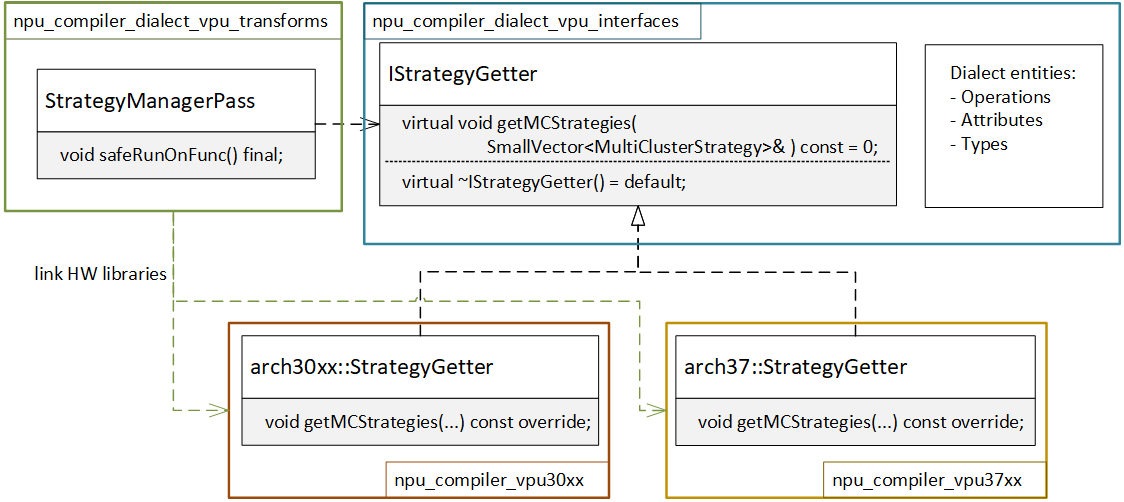 npu_compiler_dialect_vpu_transforms
StrategyManagerPass
void safeRunOnFunc() final;
npu_compiler_dialect_vpu_interfaces
IStrategyGetter
virtual void getMCStrategies(
SmallVector<MultiClusterStrategy>& ) const = 0;
virtual ~IStrategyGetter() = default;
Dialect entities:
- Operations
- Attributes
- Types
link HW libraries
arch30xx::StrategyGetter
void getMCStrategies(...) const override;
npu_compiler_vpu30xx
arch37::StrategyGetter
void getMCStrategies(...) const override;
npu_compiler_vpu37xx